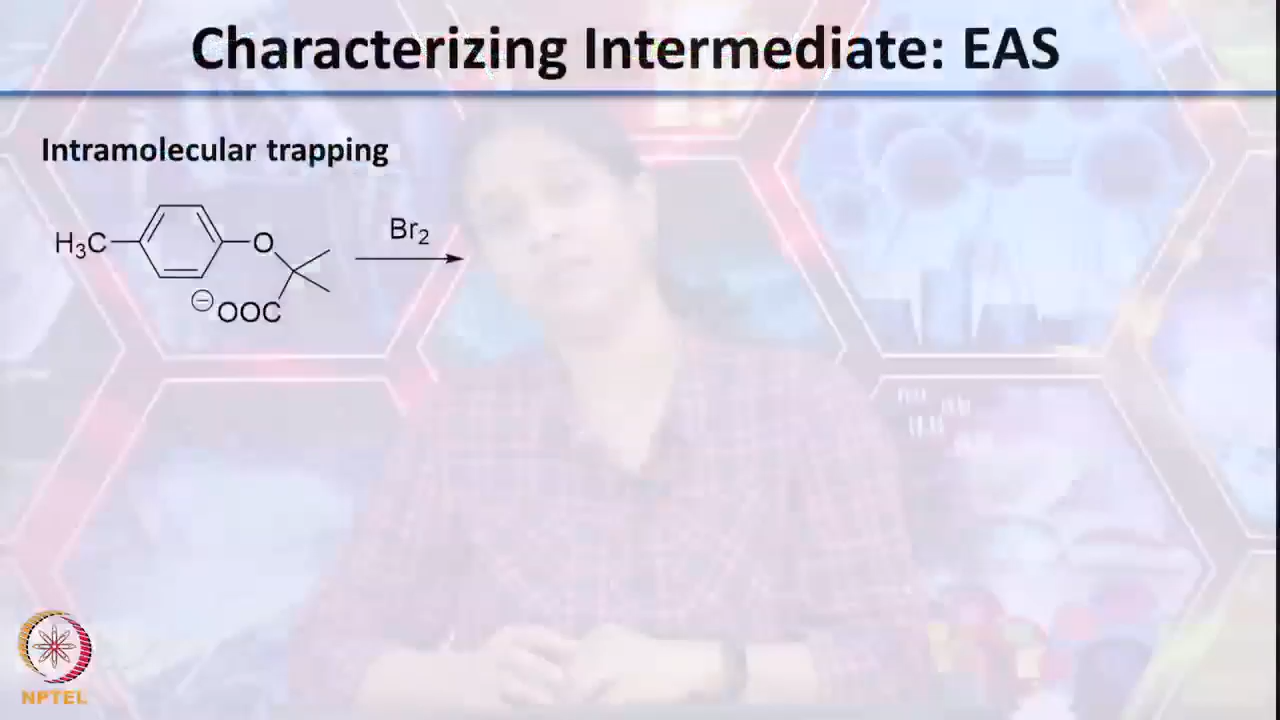 Characterizing Intermediate: EAS
Intramolecular trapping
Br₂
H₃C
O
⊖OOC
NPTEL